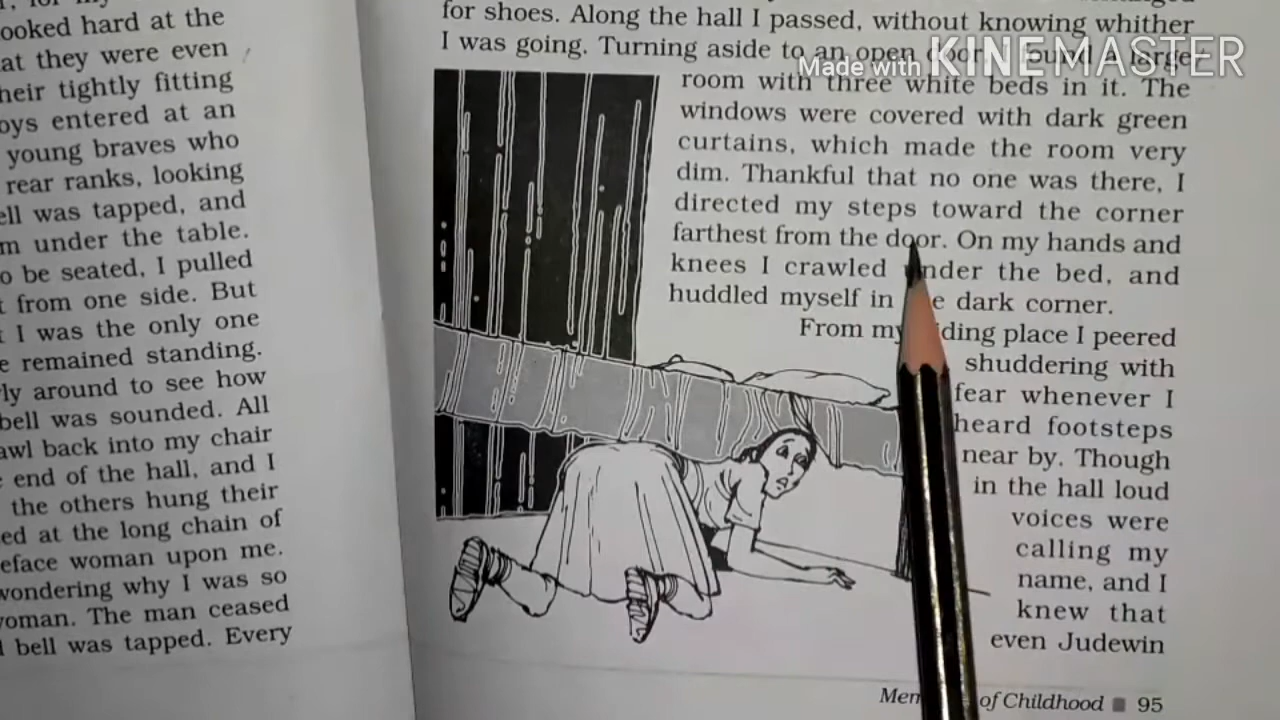 ooked hard at the
at they were even
heir tightly fitting
oys entered at an
young braves who
rear ranks, looking
ell was tapped, and
m under the table.
o be seated, I pulled
t from one side. But
I was the only one
e remained standing.
ly around to see how
bell was sounded. All
awl back into my chair
end of the hall, and I
the others hung their
ed at the long chain of
eface woman upon me.
wondering why I was so
woman. The man ceased
l bell was tapped. Every
for shoes. Along the hall I passed, without knowing whither
I was going. Turning aside to an open a large
Made with KINEMASTER
room with three white beds in it. The
windows were covered with dark green
curtains, which made the room very
dim. Thankful that no one was there, I
directed my steps toward the corner
farthest from the door. On my hands and
knees I crawled under the bed, and
huddled myself in dark corner.
From my place I peered
shuddering with
fear whenever I
heard footsteps
near by. Though
in the hall loud
voices were
calling my
name, and I
knew that
even Judewin
of Childhood ■ 95